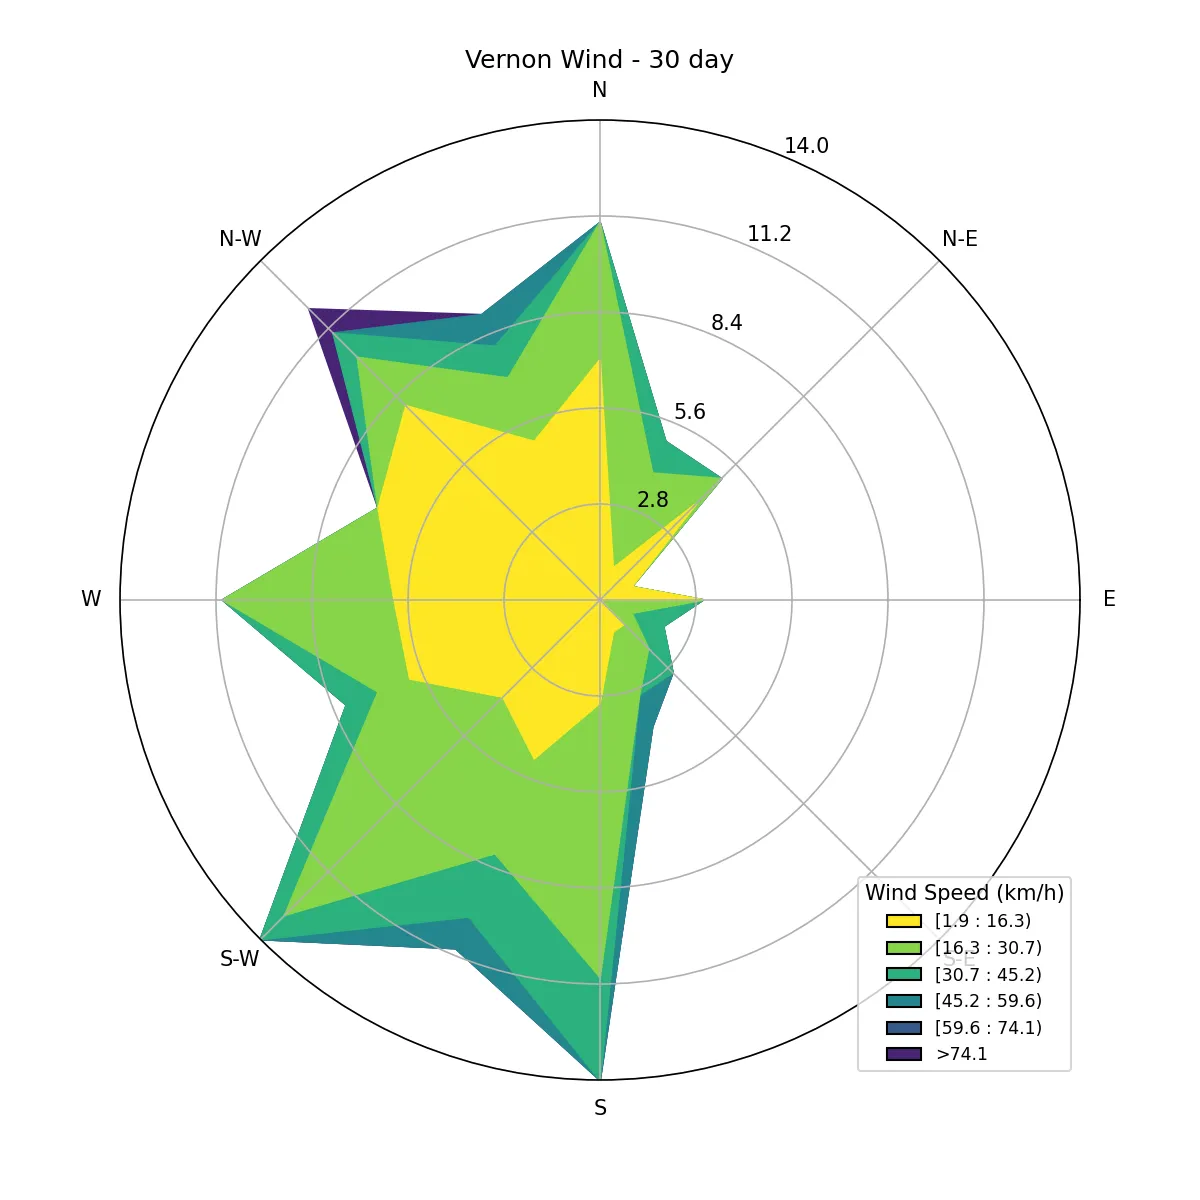 Vernon Wind - 30 day
N
14.0
N-W
11.2
N-E
8.4
5.6
2.8
W
E
S-W
S-E
S
Wind Speed (km/h)
[1.9 : 16.3)
[16.3 : 30.7)
[30.7 : 45.2)
[45.2 : 59.6)
[59.6 : 74.1)
>74.1